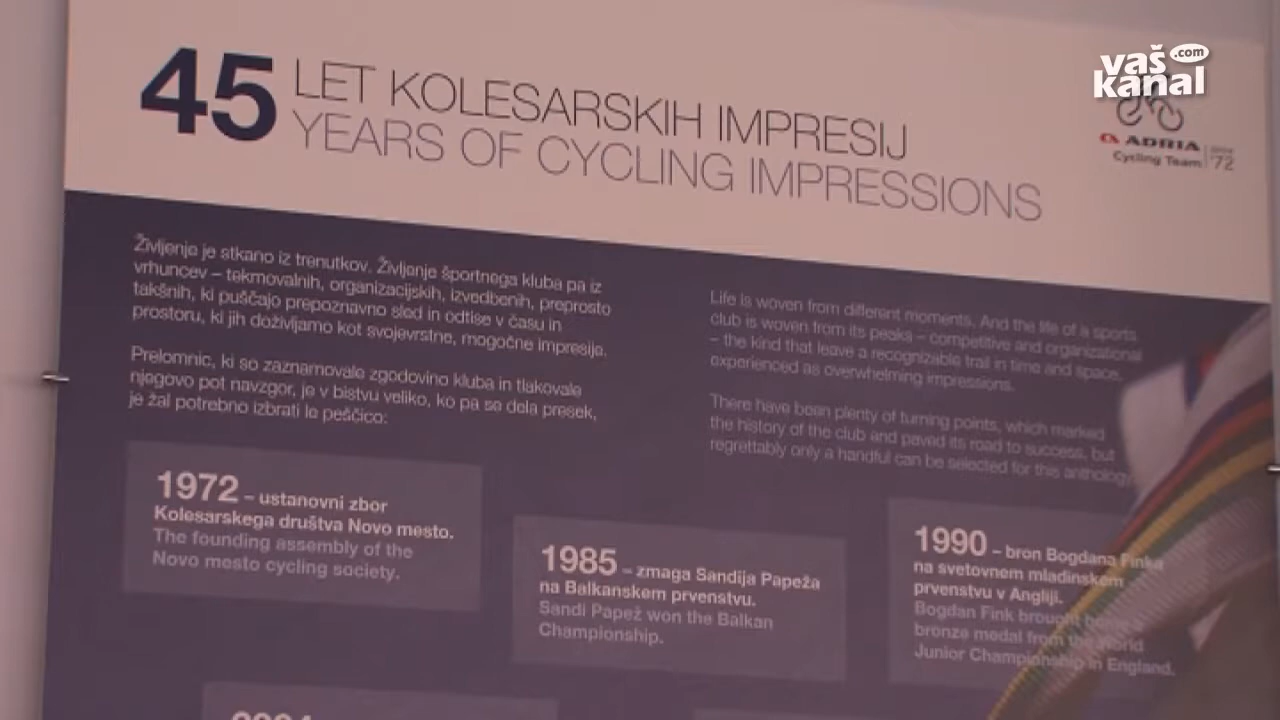 vaš .com
kanal
45 LET KOLESARSKIH IMPRESIJ
YEARS OF CYCLING IMPRESSIONS
ADRIA
Cycling Team '72
Življenje je stkano iz trenutkov. Življenje športnega kluba pa iz
vrhuncev – tekmovalnih, organizacijskih, izvedbenih, preprosto
takšnih, ki puščajo prepoznavno sled in odtise v času in
prostoru, ki jih doživljamo kot svojevrstne, mogočne impresije.
Prelomnic, ki so zaznamovale zgodovino kluba in tlakovale
njegovo pot navzgor, je v bistvu veliko, ko pa se dela presek,
je žal potrebno izbrati le peščico:
Life is woven from different moments. And the life of a sports
club is woven from its peaks – competitive and organizational
– the kind that leave a recognizable trail in time and space,
experienced as overwhelming impressions.
There have been plenty of turning points, which marked
the history of the club and paved its road to success, but
regrettably only a handful can be selected for this anthology
1972 – ustanovni zbor
Kolesarskega društva Novo mesto.
The founding assembly of the
Novo mesto cycling society.
1985 – zmaga Sandija Papeža
na Balkanskem prvenstvu.
Sandi Papež won the Balkan
Championship.
1990 – bron Bogdana Finka
na svetovnem mladinskem
prvenstvu v Angliji.
Bogdan Fink brought home a
bronze medal from the World
Junior Championship in England.